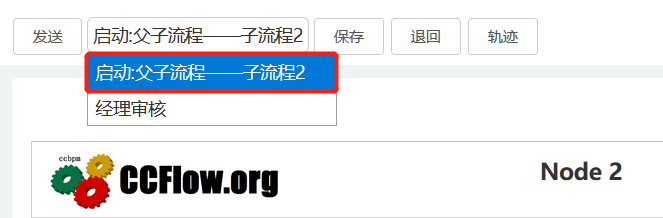 发送 启动:父子流程——子流程2 保存 退回 轨迹
启动:父子流程——子流程2
经理审核
ccbpm
CCFlow.org
Node 2